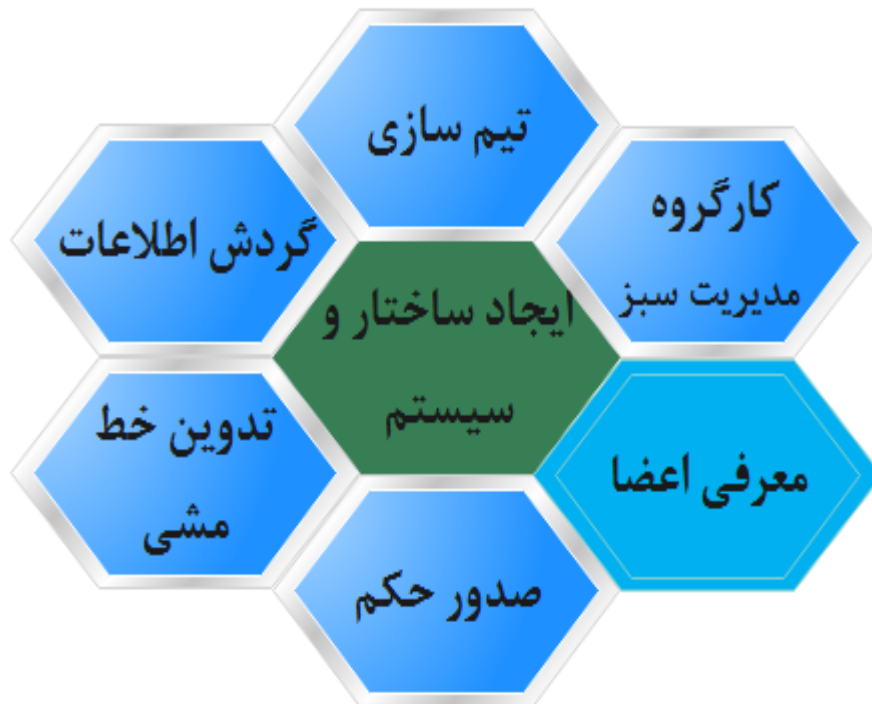 تیم سازی
کارگروه
مدیریت سبز
گردش اطلاعات
ایجاد ساختار و
سیستم
معرفی اعضا
تدوین خط
مشی
صدور حکم